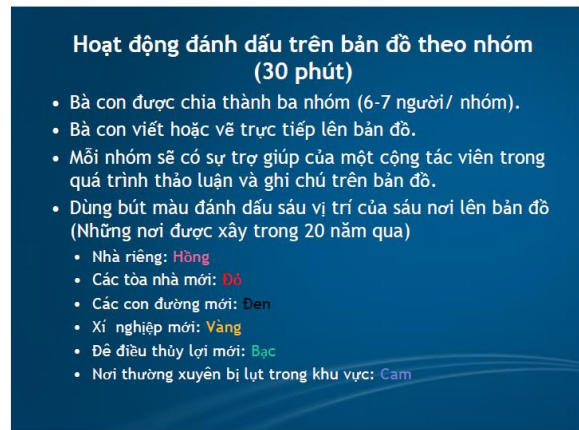 Hoạt động đánh dấu trên bản đồ theo nhóm
(30 phút)
• Bà con được chia thành ba nhóm (6-7 người/ nhóm).
• Bà con viết hoặc vẽ trực tiếp lên bản đồ.
• Mỗi nhóm sẽ có sự trợ giúp của một cộng tác viên trong
quá trình thảo luận và ghi chú trên bản đồ.
• Dùng bút màu đánh dấu sáu vị trí của sáu nơi lên bản đồ
(Những nơi được xây trong 20 năm qua)
• Nhà riêng: Hồng
• Các tòa nhà mới: Đỏ
• Các con đường mới: Đen
• Xí nghiệp mới: Vàng
• Đê điều thủy lợi mới: Bạc
• Nơi thường xuyên bị lụt trong khu vực: Cam